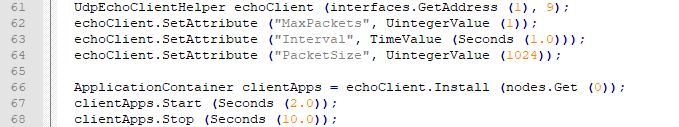 61 UdpEchoClientHelper echoClient (interfaces.GetAddress (1), 9);
62 echoClient.SetAttribute ("MaxPackets", UintegerValue (1));
63 echoClient.SetAttribute ("Interval", TimeValue (Seconds (1.0)));
64 echoClient.SetAttribute ("PacketSize", UintegerValue (1024));
65
66 ApplicationContainer clientApps = echoClient.Install (nodes.Get (0));
67 clientApps.Start (Seconds (2.0));
68 clientApps.Stop (Seconds (10.0));